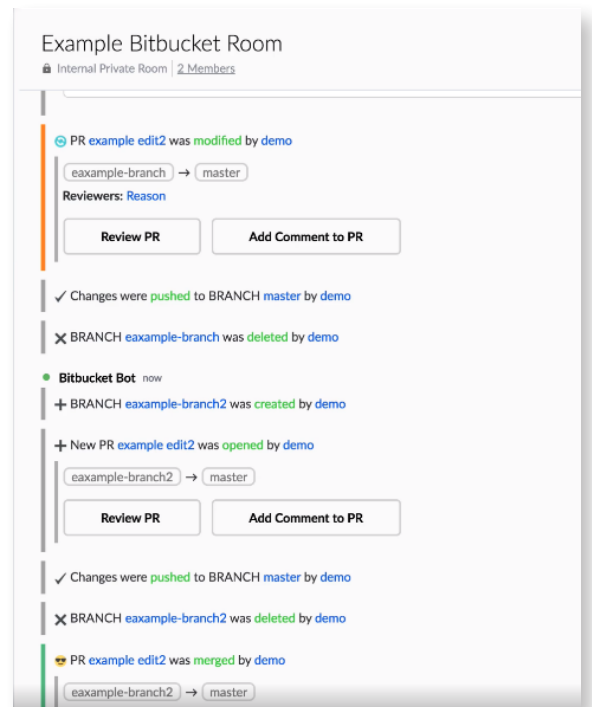 Example Bitbucket Room
Internal Private Room 2 Members
PR example edit2 was modified by demo
eaxample-branch → master
Reviewers: Reason
Review PR Add Comment to PR
Changes were pushed to BRANCH master by demo
BRANCH eaxample-branch was deleted by demo
Bitbucket Bot now
BRANCH eaxample-branch2 was created by demo
New PR example edit2 was opened by demo
eaxample-branch2 → master
Review PR Add Comment to PR
Changes were pushed to BRANCH master by demo
BRANCH eaxample-branch2 was deleted by demo
PR example edit2 was merged by demo
eaxample-branch2 → master